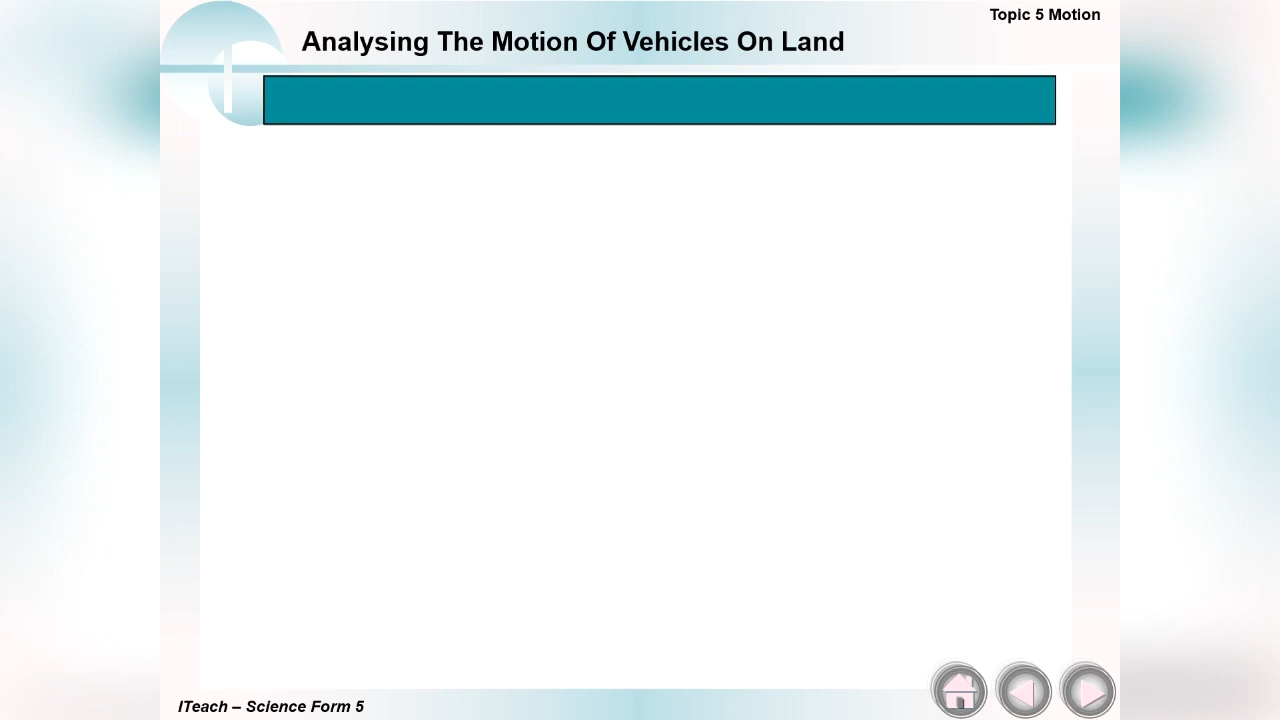 Topic 5 Motion
Analysing The Motion Of Vehicles On Land
ITeach – Science Form 5